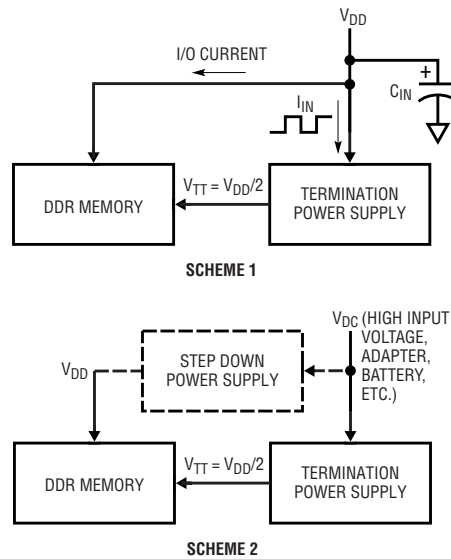 V_DD
I/O CURRENT
+
C_IN
I_IN
DDR MEMORY
V_TT = V_DD/2
TERMINATION
POWER SUPPLY
SCHEME 1
V_DC (HIGH INPUT
VOLTAGE,
ADAPTER,
BATTERY,
ETC.)
STEP DOWN
POWER SUPPLY
V_DD
DDR MEMORY
V_TT = V_DD/2
TERMINATION
POWER SUPPLY
SCHEME 2